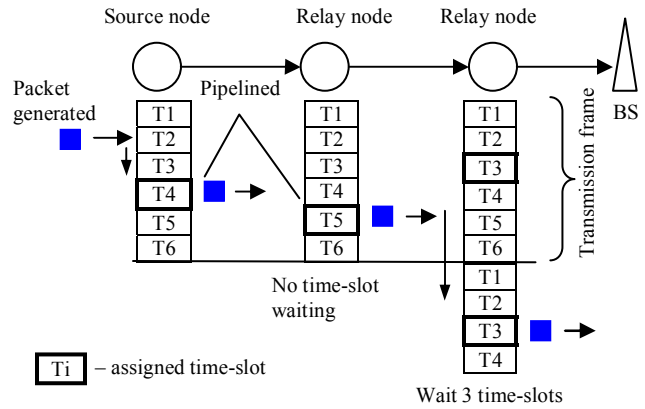 Source node
Relay node
Relay node
Packet
generated
Pipelined
BS
Transmission frame
T1
T2
T3
T4
T5
T6
T1
T2
T3
T4
T5
T6
T1
T2
T3
T4
T5
T6
T1
T2
T3
T4
No time-slot
waiting
Ti – assigned time-slot
Wait 3 time-slots